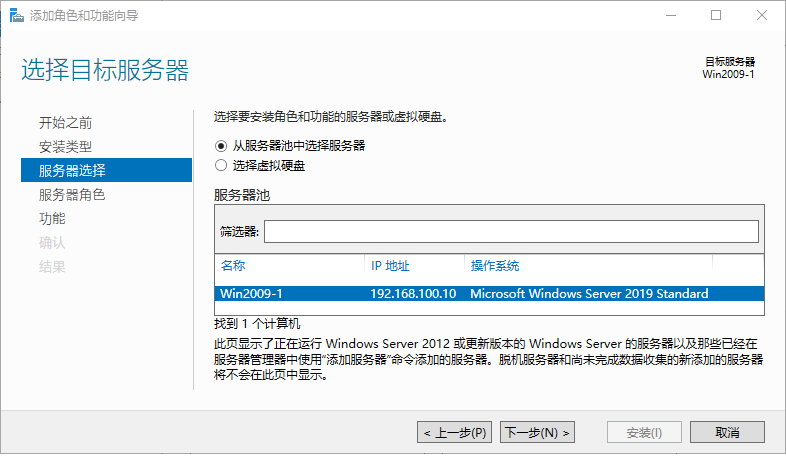 添加角色和功能向导
选择目标服务器
目标服务器
Win2009-1
开始之前
安装类型
服务器选择
服务器角色
功能
确认
结果
选择要安装角色和功能的服务器或虚拟硬盘。
从服务器池中选择服务器
选择虚拟硬盘
服务器池
筛选器:
名称 IP 地址 操作系统
Win2009-1 192.168.100.10 Microsoft Windows Server 2019 Standard
找到 1 个计算机
此页显示了正在运行 Windows Server 2012 或更新版本的 Windows Server 的服务器以及那些已经在
服务器管理器中使用"添加服务器"命令添加的服务器。脱机服务器和尚未完成数据收集的新添加的服务器
将不会在此页中显示。
< 上一步(P) 下一步(N) > 安装(I) 取消